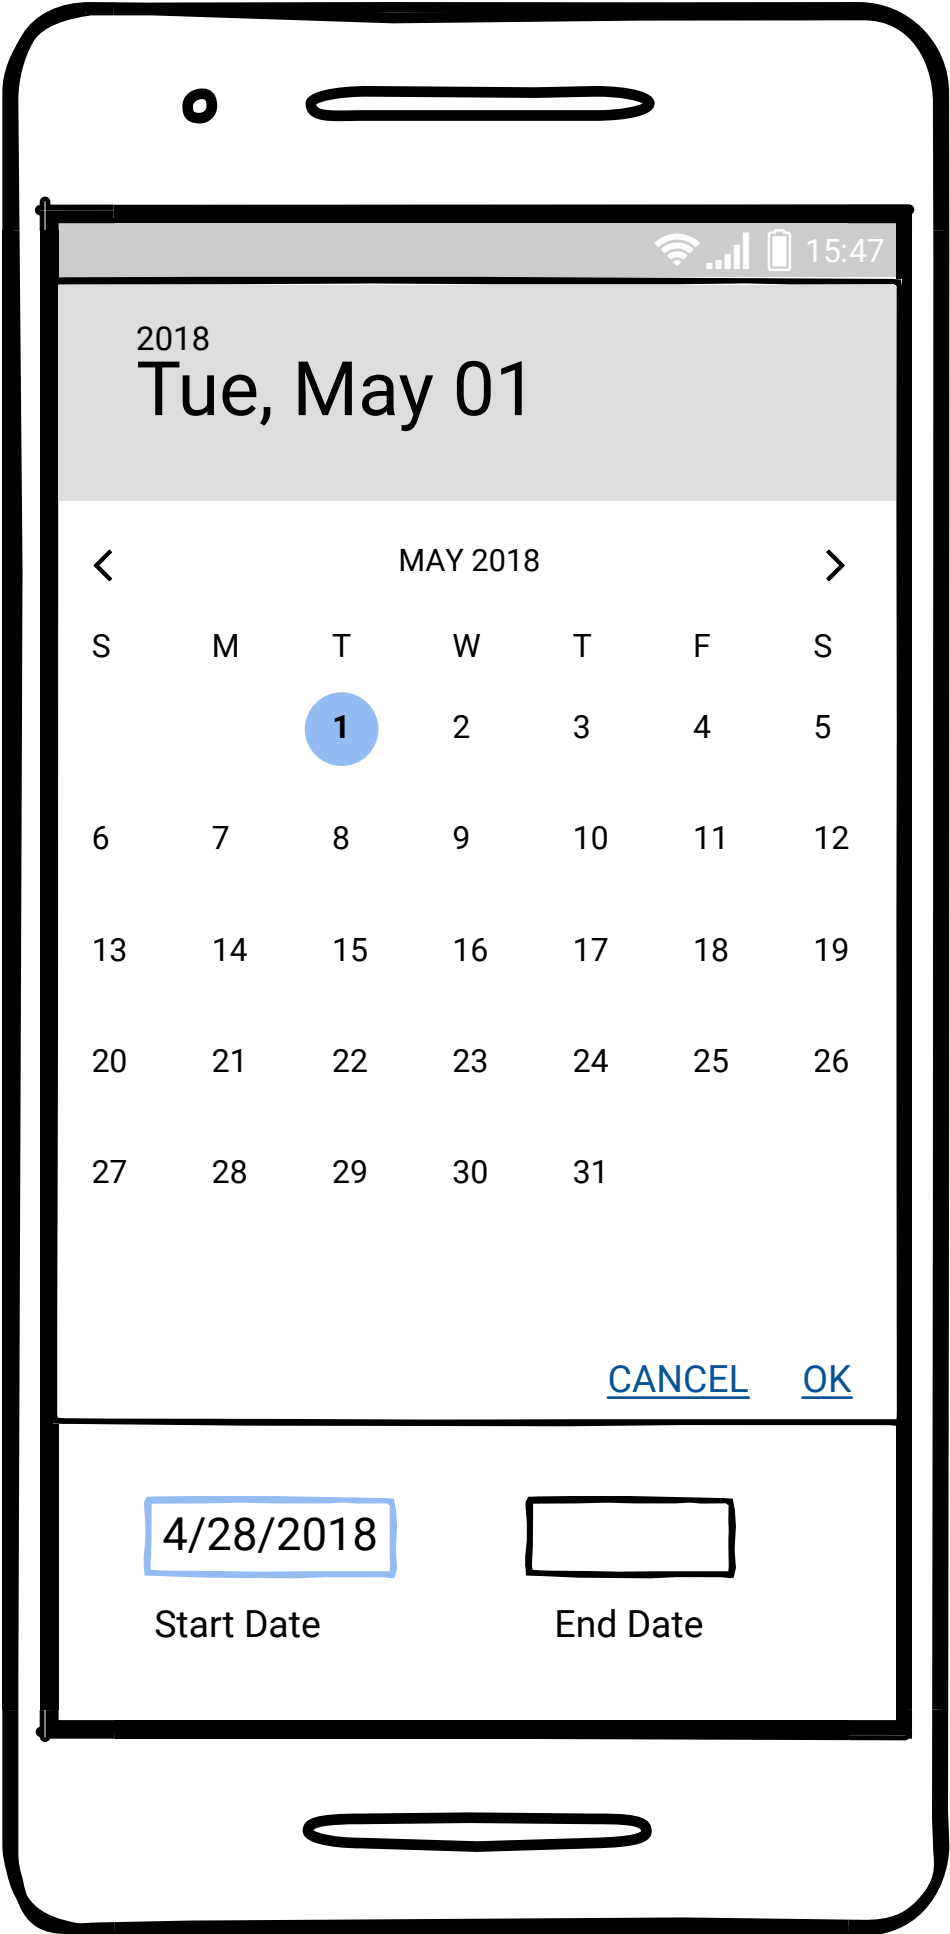 15:47
2018
Tue, May 01
MAY 2018
S M T W T F S
1 2 3 4 5
6 7 8 9 10 11 12
13 14 15 16 17 18 19
20 21 22 23 24 25 26
27 28 29 30 31
CANCEL OK
4/28/2018
Start Date End Date